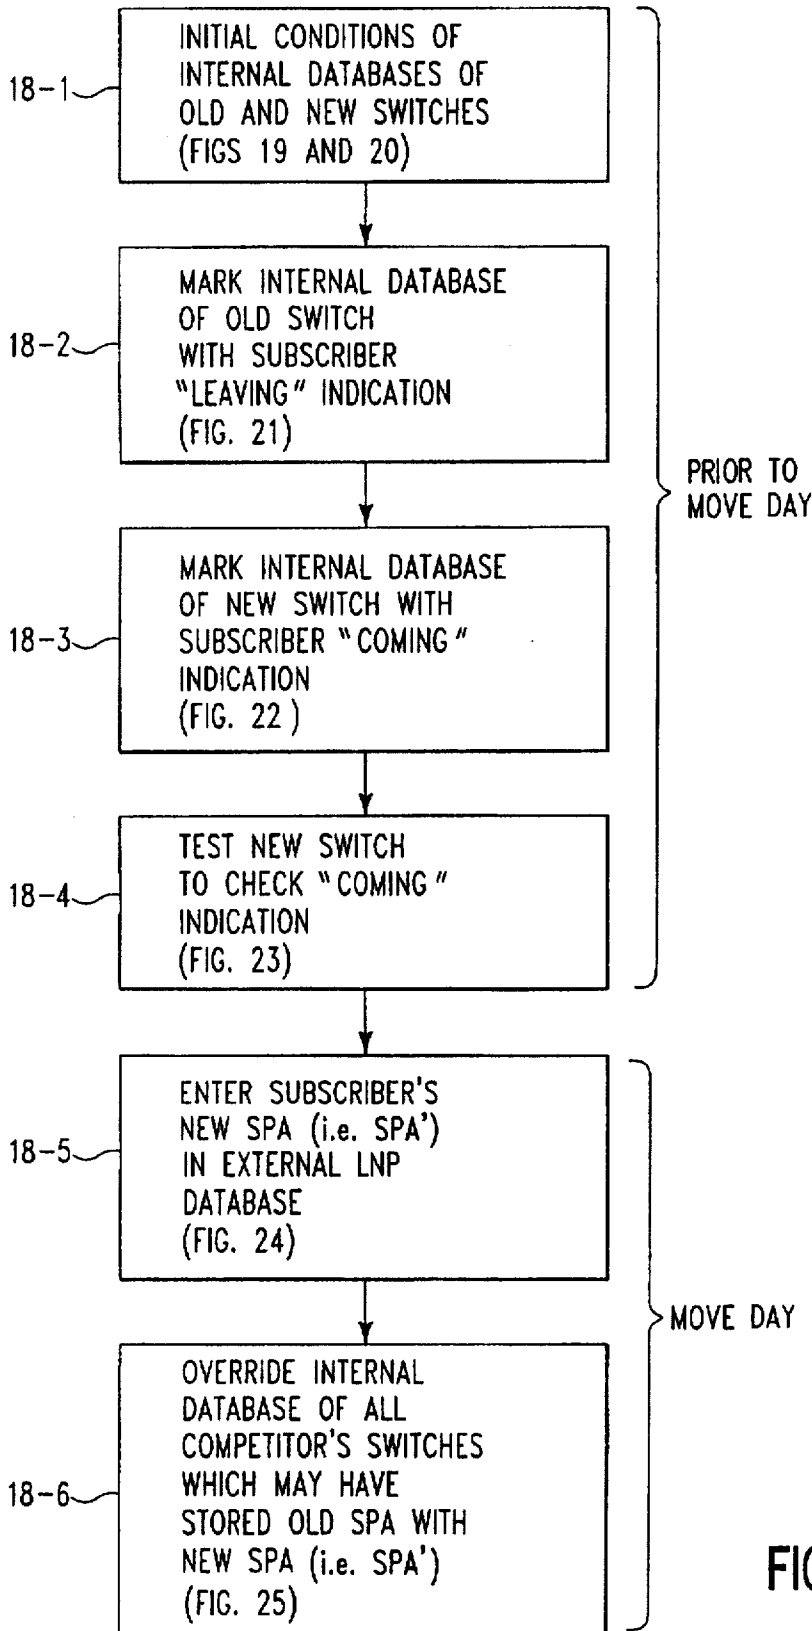 18-1
INITIAL CONDITIONS OF
INTERNAL DATABASES OF
OLD AND NEW SWITCHES
(FIGS 19 AND 20)
18-2
MARK INTERNAL DATABASE
OF OLD SWITCH
WITH SUBSCRIBER
"LEAVING" INDICATION
(FIG. 21)
PRIOR TO
MOVE DAY
18-3
MARK INTERNAL DATABASE
OF NEW SWITCH WITH
SUBSCRIBER "COMING"
INDICATION
(FIG. 22 )
18-4
TEST NEW SWITCH
TO CHECK "COMING"
INDICATION
(FIG. 23)
18-5
ENTER SUBSCRIBER'S
NEW SPA (i.e. SPA')
IN EXTERNAL LNP
DATABASE
(FIG. 24)
MOVE DAY
18-6
OVERRIDE INTERNAL
DATABASE OF ALL
COMPETITOR'S SWITCHES
WHICH MAY HAVE
STORED OLD SPA WITH
NEW SPA (i.e. SPA')
(FIG. 25)